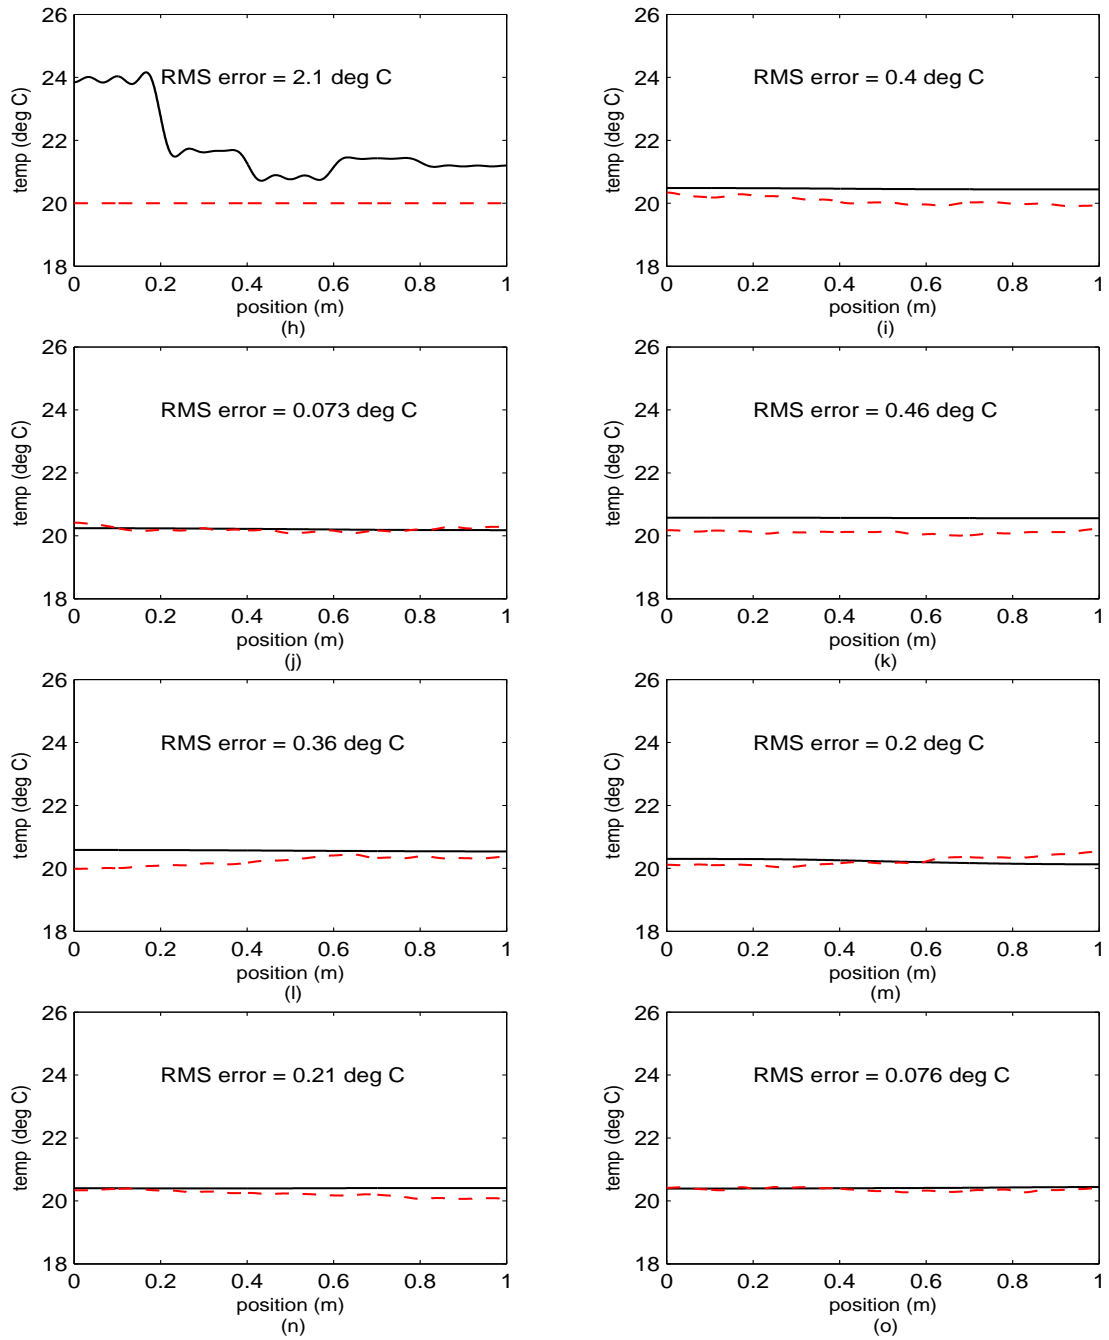 26
24
22
20
18
temp (deg C)
RMS error = 2.1 deg C
0 0.2 0.4 0.6 0.8 1
position (m)
(h)
26
24
22
20
18
temp (deg C)
RMS error = 0.4 deg C
0 0.2 0.4 0.6 0.8 1
position (m)
(i)
26
24
22
20
18
temp (deg C)
RMS error = 0.073 deg C
0 0.2 0.4 0.6 0.8 1
position (m)
(j)
26
24
22
20
18
temp (deg C)
RMS error = 0.46 deg C
0 0.2 0.4 0.6 0.8 1
position (m)
(k)
26
24
22
20
18
temp (deg C)
RMS error = 0.36 deg C
0 0.2 0.4 0.6 0.8 1
position (m)
(l)
26
24
22
20
18
temp (deg C)
RMS error = 0.2 deg C
0 0.2 0.4 0.6 0.8 1
position (m)
(m)
26
24
22
20
18
temp (deg C)
RMS error = 0.21 deg C
0 0.2 0.4 0.6 0.8 1
position (m)
(n)
26
24
22
20
18
temp (deg C)
RMS error = 0.076 deg C
0 0.2 0.4 0.6 0.8 1
position (m)
(o)